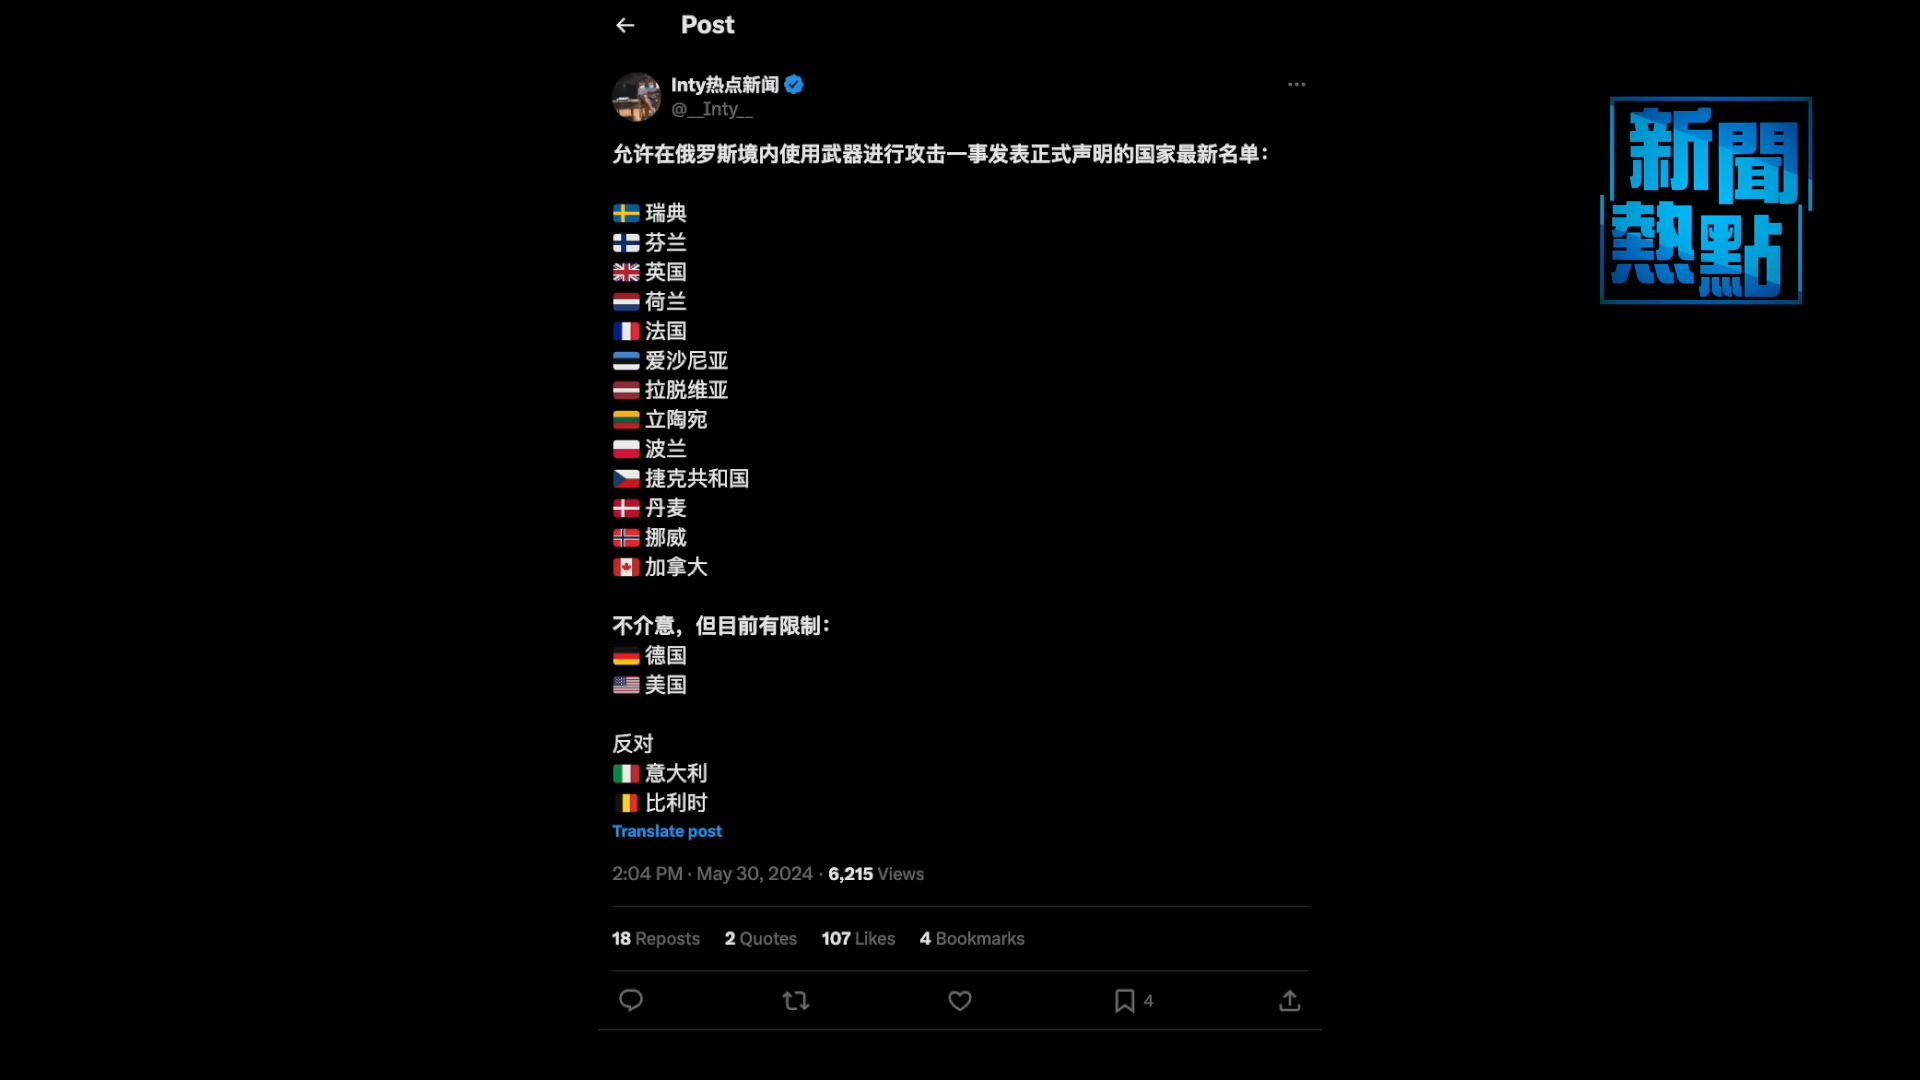 Post
Inty热点新闻
@__Inty__
允许在俄罗斯境内使用武器进行攻击一事发表正式声明的国家最新名单：
瑞典
芬兰
英国
荷兰
法国
爱沙尼亚
拉脱维亚
立陶宛
波兰
捷克共和国
丹麦
挪威
加拿大
不介意，但目前有限制：
德国
美国
反对
意大利
比利时
Translate post
2:04 PM · May 30, 2024 · 6,215 Views
18 Reposts 2 Quotes 107 Likes 4 Bookmarks
4
新聞
熱點